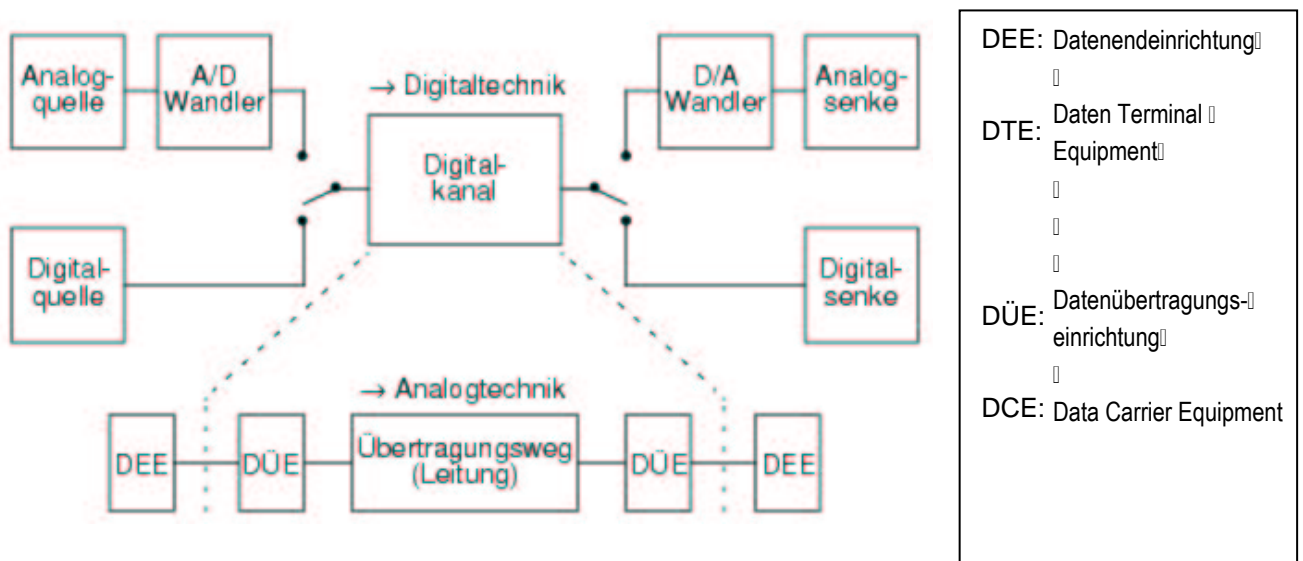 Analog-
quelle
A/D
Wandler
→ Digitaltechnik
D/A
Wandler
Analog-
senke
Digital-
kanal
Digital-
quelle
Digital-
senke
→ Analogtechnik
DEE
DÜE
Übertragungsweg
(Leitung)
DÜE
DEE
DEE: Datenendeinrichtung
DTE: Daten Terminal
Equipment
DÜE: Datenübertragungs-
einrichtung
DCE: Data Carrier Equipment